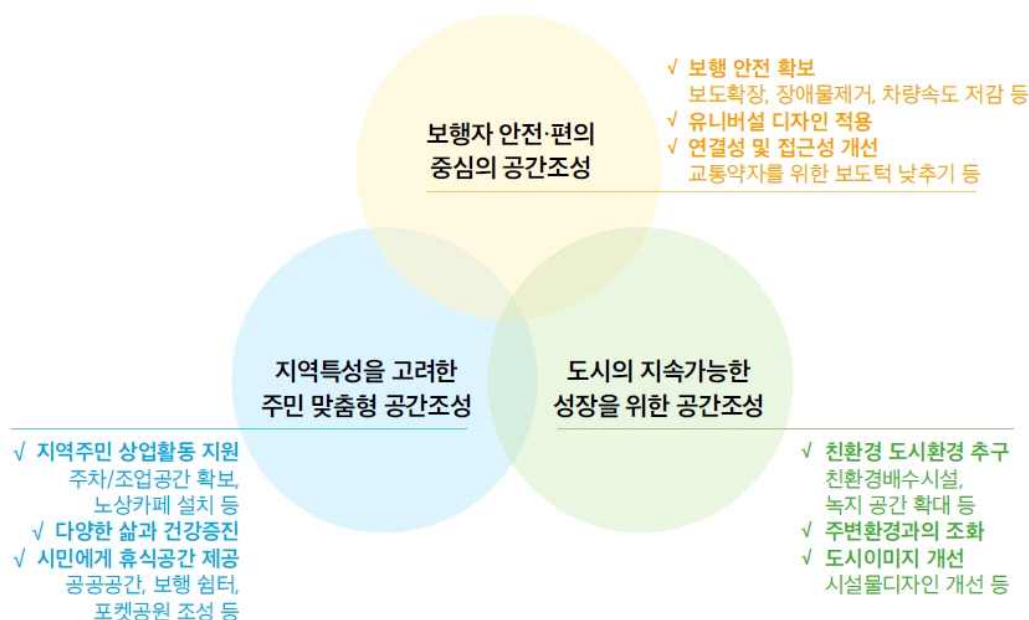 보행자 안전·편의
중심의 공간조성
√ 보행 안전 확보
보도확장, 장애물제거, 차량속도 저감 등
√ 유니버설 디자인 적용
√ 연결성 및 접근성 개선
교통약자를 위한 보도턱 낮추기 등
지역특성을 고려한
주민 맞춤형 공간조성
√ 지역주민 상업활동 지원
주차/조업공간 확보,
노상카페 설치 등
√ 다양한 삶과 건강증진
√ 시민에게 휴식공간 제공
공공공간, 보행 쉼터,
포켓공원 조성 등
도시의 지속가능한
성장을 위한 공간조성
√ 친환경 도시환경 추구
친환경배수시설,
녹지 공간 확대 등
√ 주변환경과의 조화
√ 도시이미지 개선
시설물디자인 개선 등